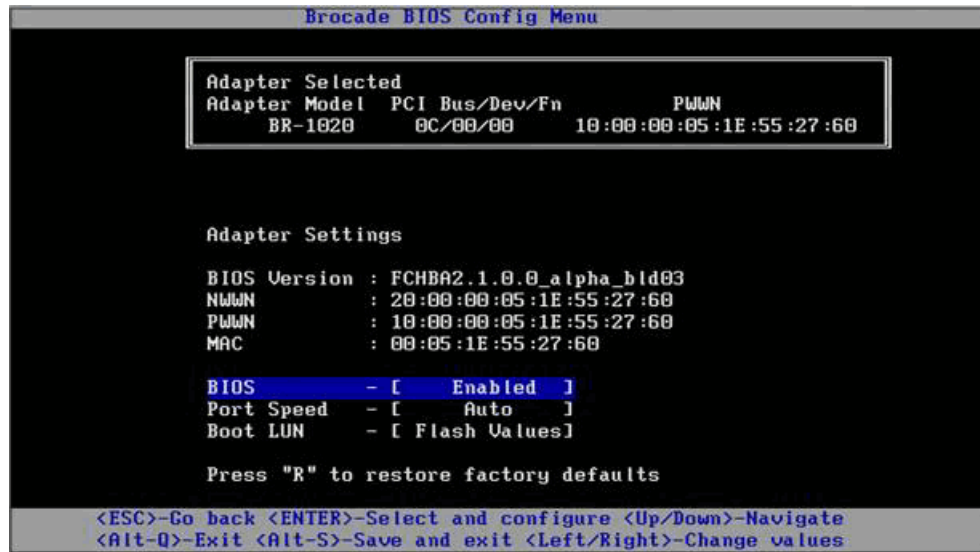 Brocade BIOS Config Menu
Adapter Selected
Adapter Model PCI Bus/Dev/Fn PWWN
BR-1020 0C/00/00 10:00:00:05:1E:55:27:60
Adapter Settings
BIOS Version : FCHBA2.1.0.0_alpha_bld03
NWWN : 20:00:00:05:1E:55:27:60
PWWN : 10:00:00:05:1E:55:27:60
MAC : 00:05:1E:55:27:60
BIOS - [ Enabled ]
Port Speed - [ Auto ]
Boot LUN - [ Flash Values]
Press "R" to restore factory defaults
<ESC>-Go back <ENTER>-Select and configure <Up/Down>-Navigate
<Alt-Q>-Exit <Alt-S>-Save and exit <Left/Right>-Change values